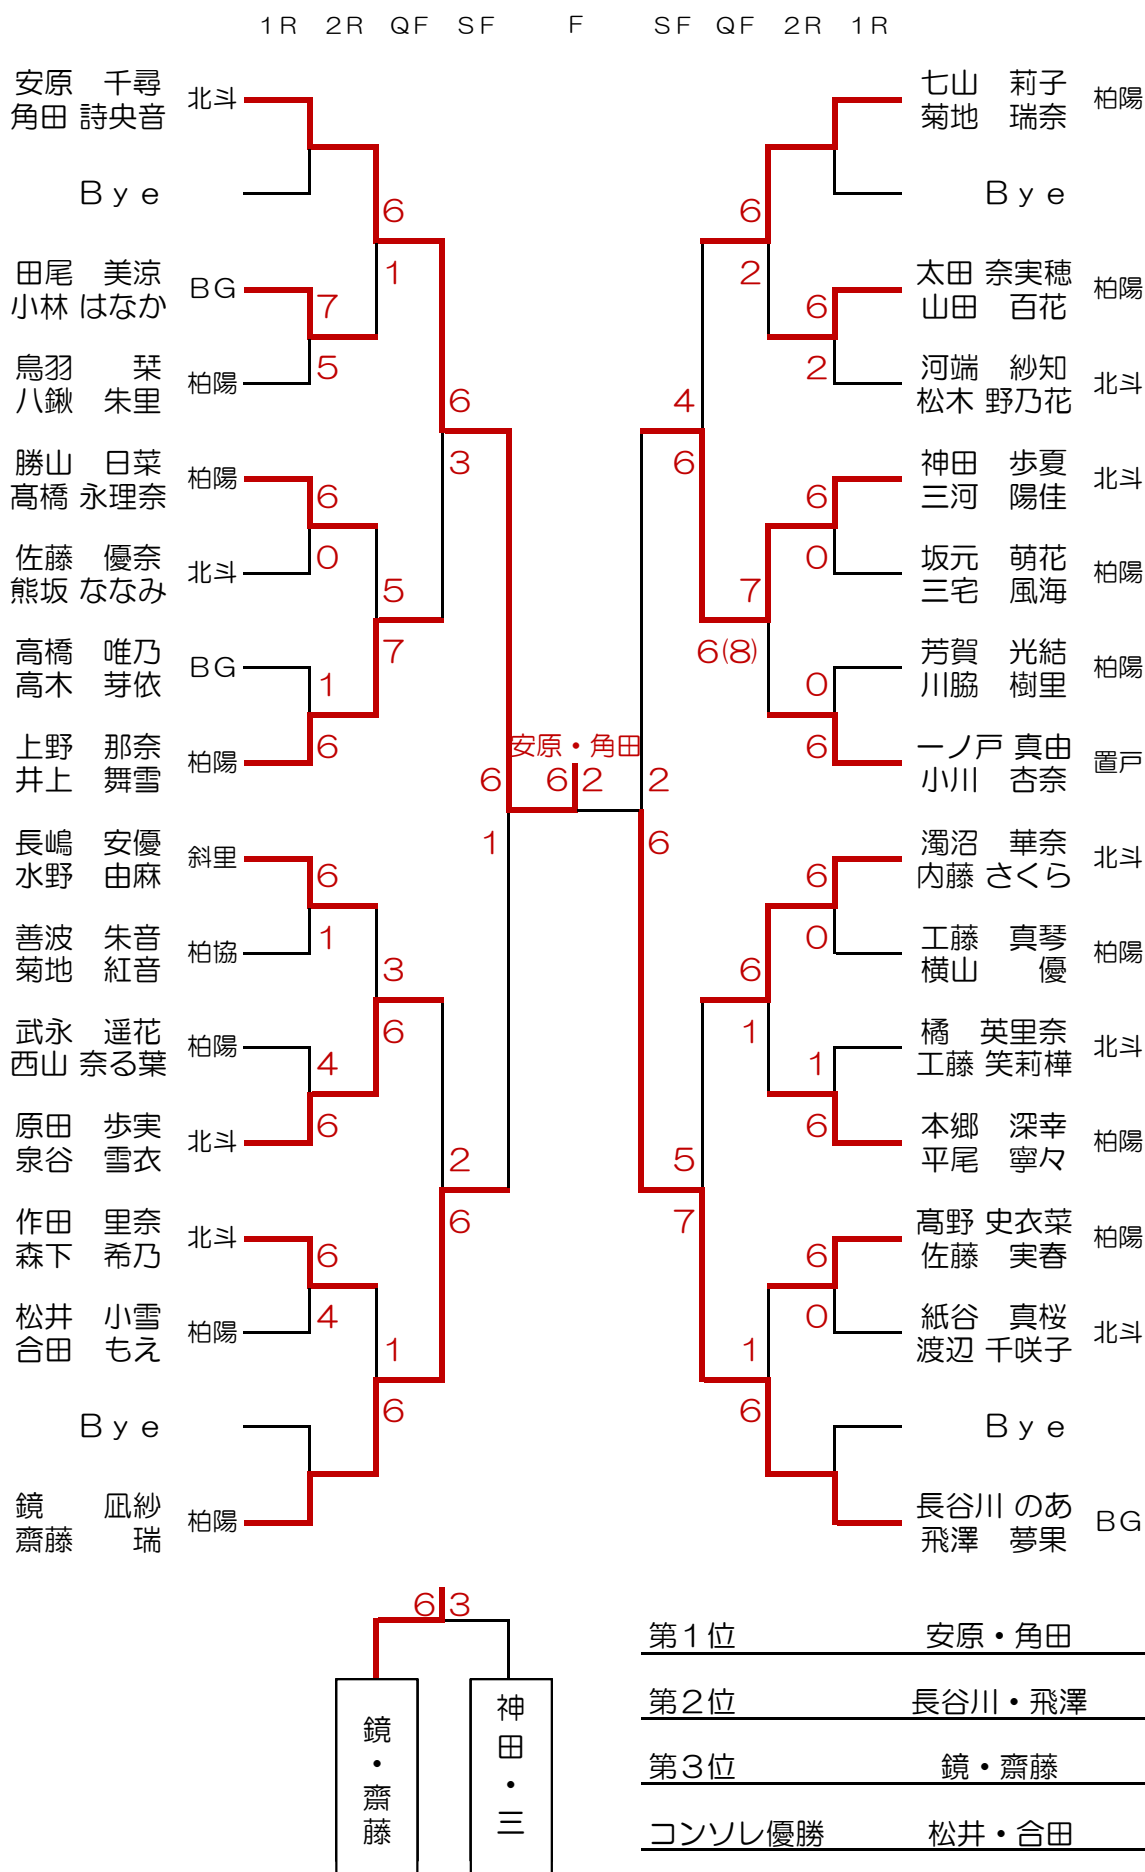 1R 2R QF SF F SF QF 2R 1R
安原 千尋
角田 詩央音
北斗
Bye
6
1
田尾 美涼
小林 はなか
BG
7
5
鳥羽 栞
八鍬 朱里
柏陽
6
3
勝山 日菜
髙橋 永理奈
柏陽
6
0
佐藤 優奈
熊坂 ななみ
北斗
5
7
高橋 唯乃
高木 芽依
BG
1
6
上野 那奈
井上 舞雪
柏陽
6
1
長嶋 安優
水野 由麻
斜里
6
1
善波 朱音
菊地 紅音
柏協
3
6
武永 遥花
西山 奈る葉
柏陽
4
6
原田 歩実
泉谷 雪衣
北斗
2
6
作田 里奈
森下 希乃
北斗
6
4
松井 小雪
合田 もえ
柏陽
1
6
Bye
鏡 凪紗
齋藤 瑞
柏陽
安原・角田
6 2
七山 莉子
菊地 瑞奈
柏陽
Bye
6
2
太田 奈実穂
山田 百花
柏陽
6
2
河端 紗知
松木 野乃花
北斗
4
6
神田 歩夏
三河 陽佳
北斗
6
0
坂元 萌花
三宅 風海
柏陽
7
6(8)
芳賀 光結
川脇 樹里
柏陽
0
6
一ノ戸 真由
小川 杏奈
置戸
2
6
濁沼 華奈
内藤 さくら
北斗
6
0
工藤 真琴
横山 優
柏陽
6
1
橘 英里奈
工藤 笑莉樺
北斗
1
6
本郷 深幸
平尾 寧々
柏陽
5
7
髙野 史衣菜
佐藤 実春
柏陽
6
0
紙谷 真桜
渡辺 千咲子
北斗
1
6
Bye
長谷川 のあ
飛澤 夢果
BG
6 3
鏡・齋藤
神田・三
第1位 安原・角田
第2位 長谷川・飛澤
第3位 鏡・齋藤
コンソレ優勝 松井・合田